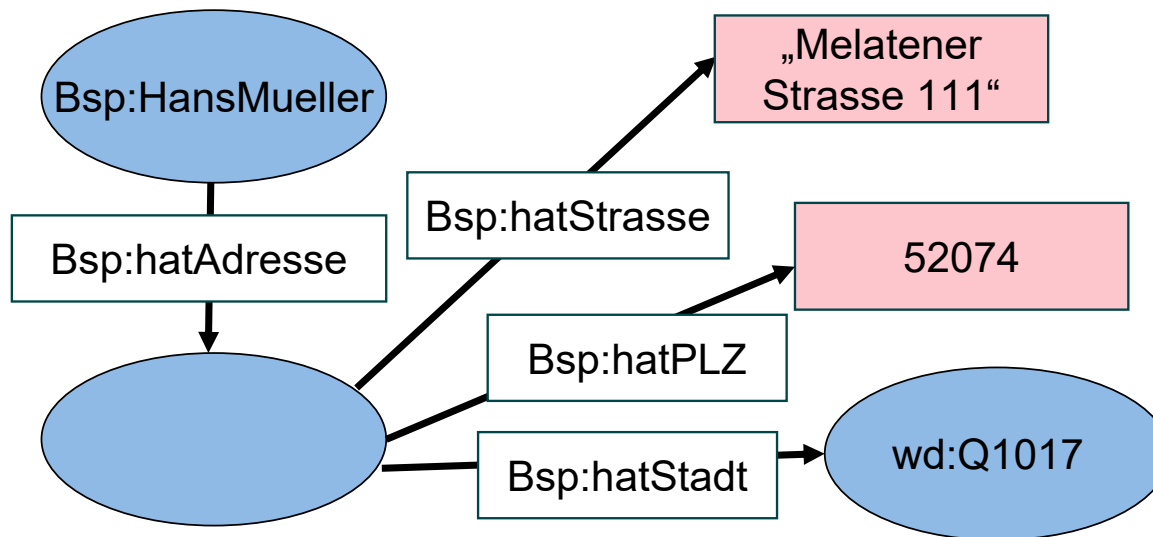 Bsp:HansMueller
„Melatener
Strasse 111“
Bsp:hatStrasse
Bsp:hatAdresse
52074
Bsp:hatPLZ
wd:Q1017
Bsp:hatStadt